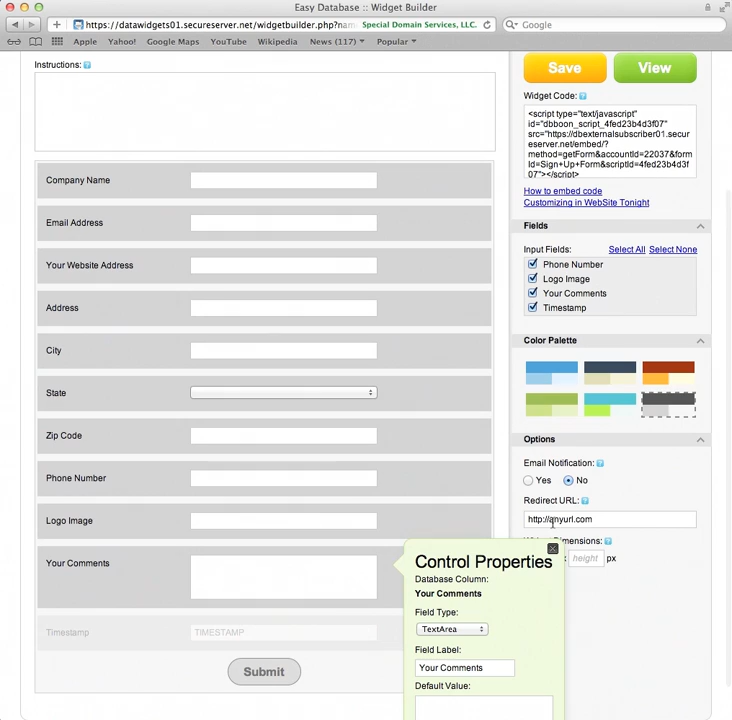 Easy Database :: Widget Builder
https://datawidgets01.secureserver.net/widgetbuilder.php?nam
Special Domain Services, LLC.
Google
Apple Yahoo! Google Maps YouTube Wikipedia News (117) Popular
Instructions:
Company Name
Email Address
Your Website Address
Address
City
State
Zip Code
Phone Number
Logo Image
Your Comments
Timestamp TIMESTAMP
Submit
Save View
Widget Code:
<script type="text/javascript"
id="dbboon_script_4fed23b4d3f07"
src="https://dbexternalsubscriber01.secur
eserver.net/embed/?
method=getForm&accountId=22037&form
Id=Sign+Up+Form&scriptId=4fed23b4d3
f07"></script>
How to embed code
Customizing in WebSite Tonight
Fields
Input Fields: Select All Select None
Phone Number
Logo Image
Your Comments
Timestamp
Color Palette
Options
Email Notification:
Yes No
Redirect URL:
http://anyurl.com
Dimensions:
x height px
Control Properties
Database Column:
Your Comments
Field Type:
TextArea
Field Label:
Your Comments
Default Value: